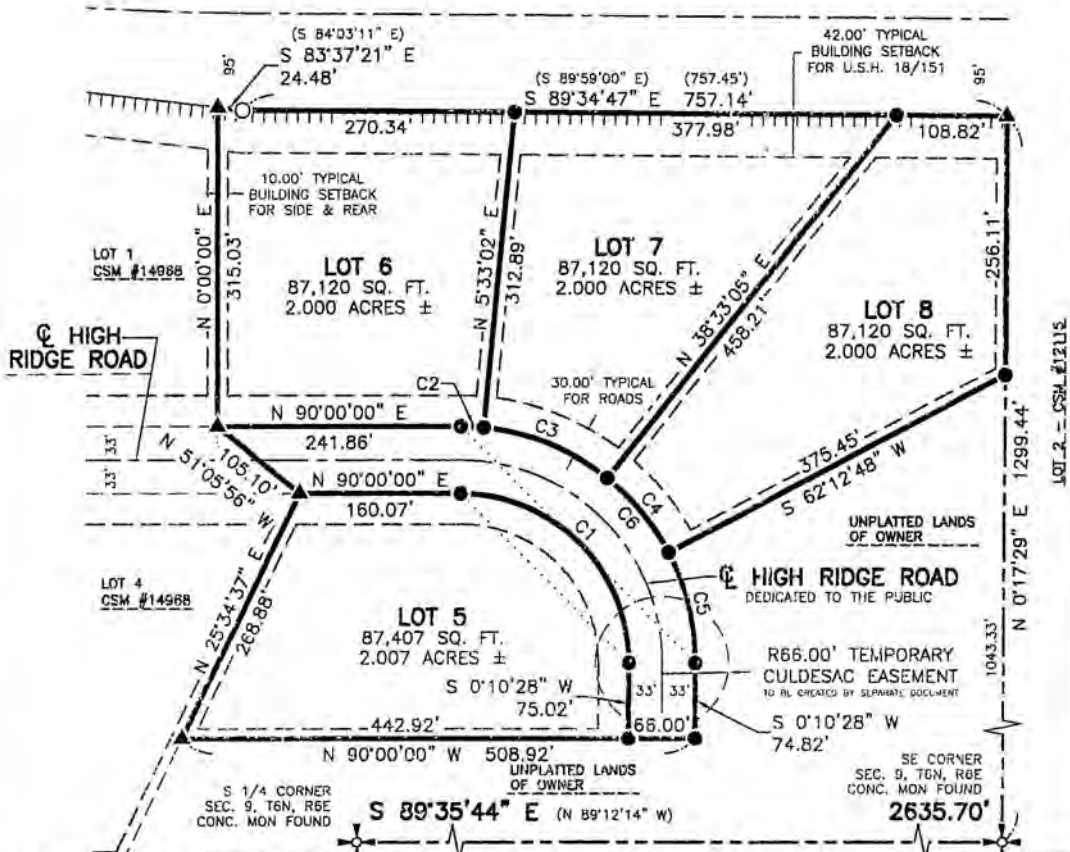 (S 84°03'11" E)
S 83°37'21" E
24.48'
95'
42.00' TYPICAL
BUILDING SETBACK
FOR U.S.H. 18/151
95'
(S 89°59'00" E) (757.45')
S 89°34'47" E 757.14'
270.34'
377.98'
108.82'
10.00' TYPICAL
BUILDING SETBACK
FOR SIDE & REAR
N 0°00'00" E
315.03'
LOT 1
CSM #14968
LOT 6
87,120 SQ. FT.
2.000 ACRES ±
N 5°33'02" E
312.89'
LOT 7
87,120 SQ. FT.
2.000 ACRES ±
N 38°33'05" E
458.21'
LOT 8
87,120 SQ. FT.
2.000 ACRES ±
256.11'
℄ HIGH
RIDGE ROAD
C2
30.00' TYPICAL
FOR ROADS
N 90°00'00" E
241.86'
C3
33' 33'
105.10'
N 51°05'56" W
N 90°00'00" E
160.07'
C1
C4
C6
375.45'
S 62°12'48" W
N 0°17'29" E 1299.44'
LOT 2 - CSM #12115
UNPLATTED LANDS
OF OWNER
LOT 4
CSM #14968
N 25°34'37" E
268.88'
℄ HIGH RIDGE ROAD
DEDICATED TO THE PUBLIC
C5
LOT 5
87,407 SQ. FT.
2.007 ACRES ±
R66.00' TEMPORARY
CULDESAC EASEMENT
TO BE CREATED BY SEPARATE DOCUMENT
1043.33'
S 0°10'28" W
75.02'
33' 33'
66.00'
S 0°10'28" W
74.82'
442.92'
N 90°00'00" W 508.92'
UNPLATTED LANDS
OF OWNER
S 1/4 CORNER
SEC. 9, T6N, R6E
CONC. MON FOUND
S 89°35'44" E (N 89°12'14" W)
SE CORNER
SEC. 9, T6N, R6E
CONC. MON FOUND
2635.70'